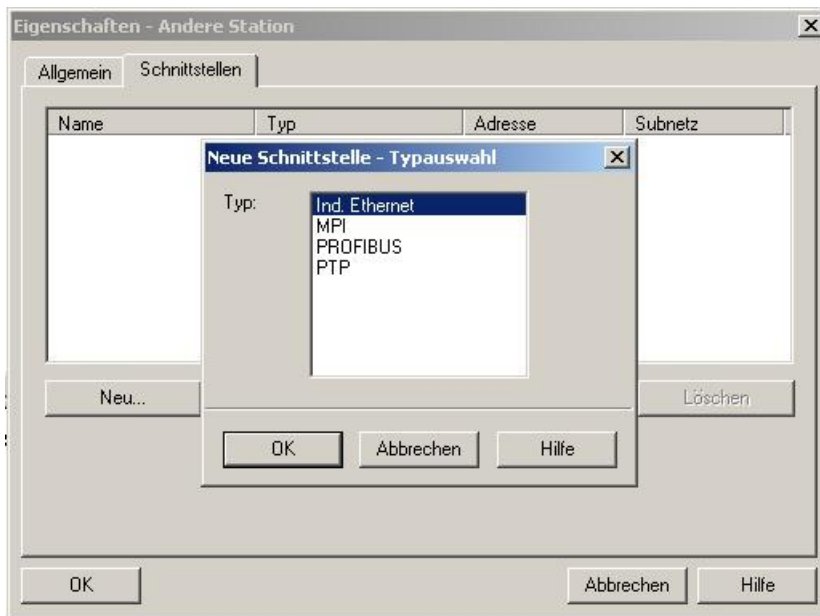 Eigenschaften - Andere Station
Allgemein
Schnittstellen
Name Typ Adresse Subnetz
Neue Schnittstelle - Typauswahl
Typ:
Ind. Ethernet
MPI
PROFIBUS
PTP
Neu...
Löschen
OK Abbrechen Hilfe
OK Abbrechen Hilfe